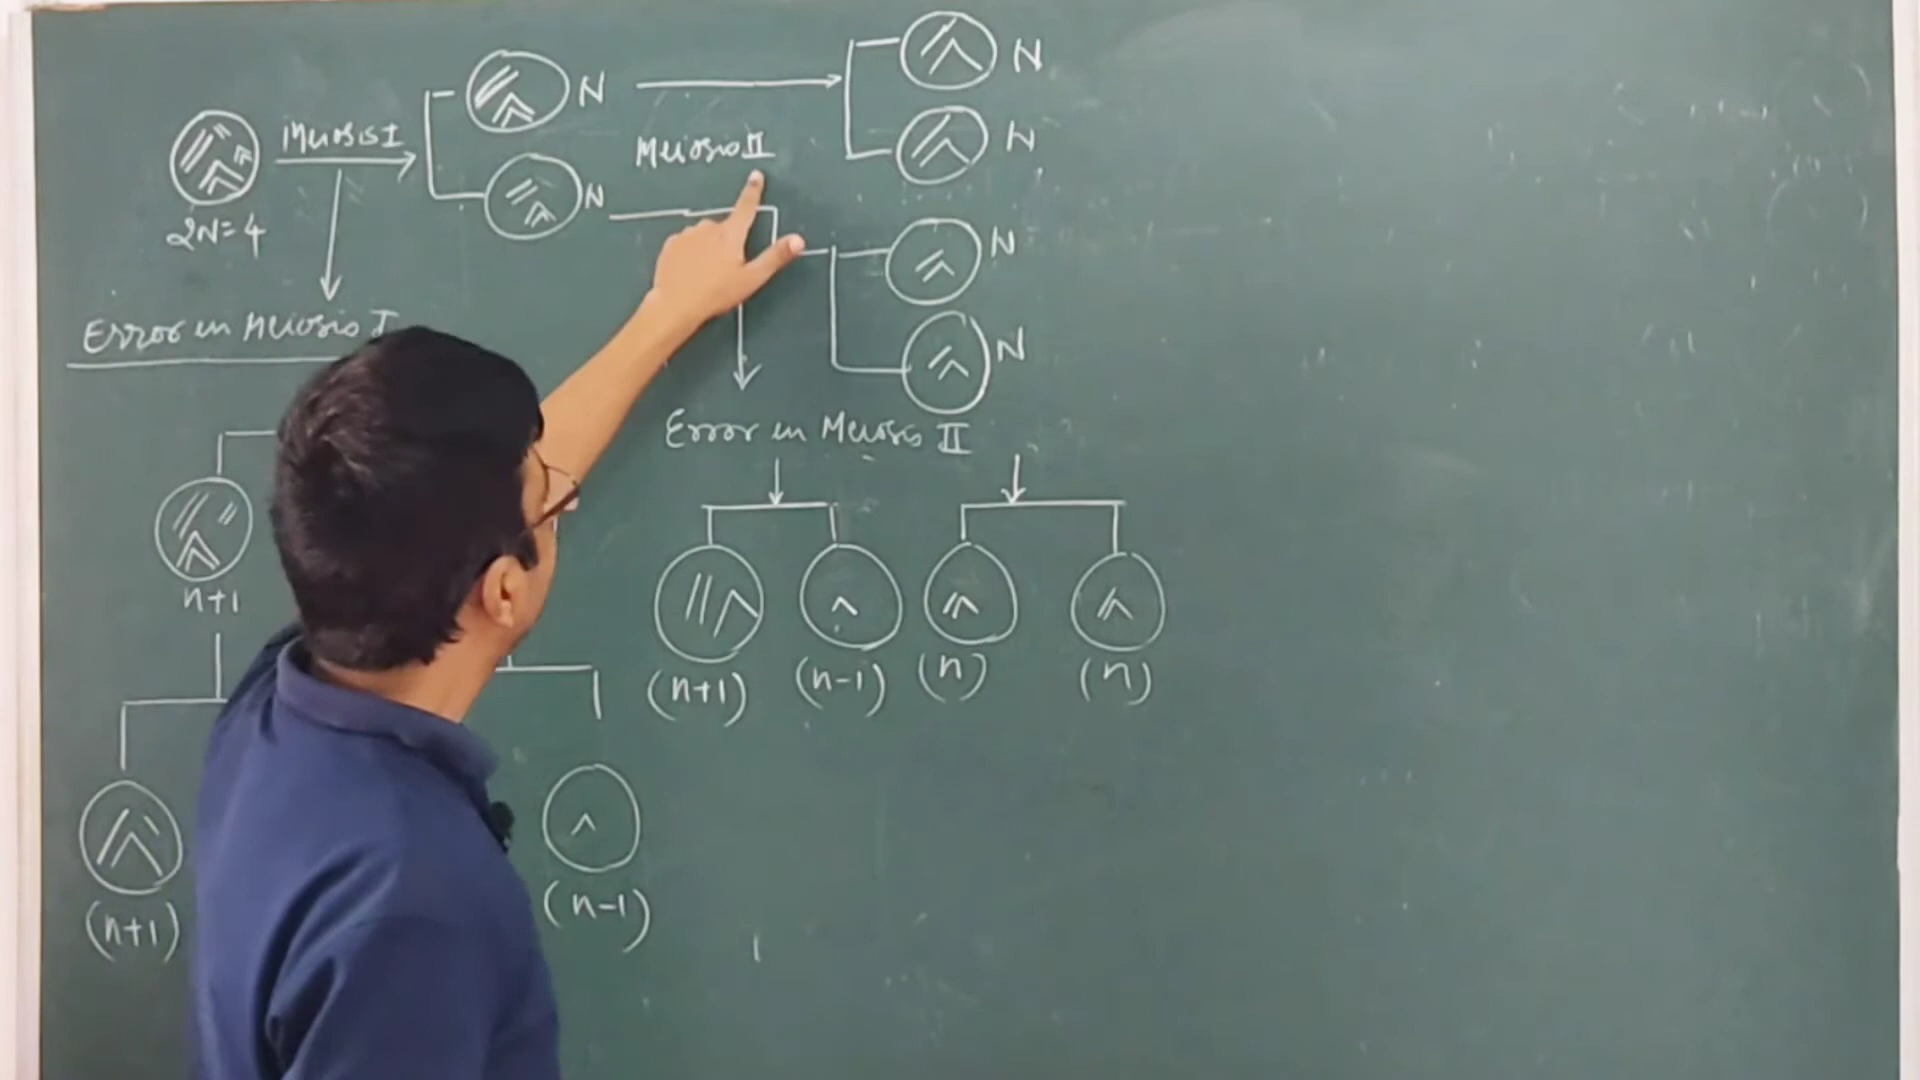 N
N
Meiosis I
N
Meiosis II
N
N
2N=4
N
Error in Meiosis I
N
Error in Meiosis II
n+1
(n+1)
(n-1)
(n)
(n)
(n+1)
(n-1)